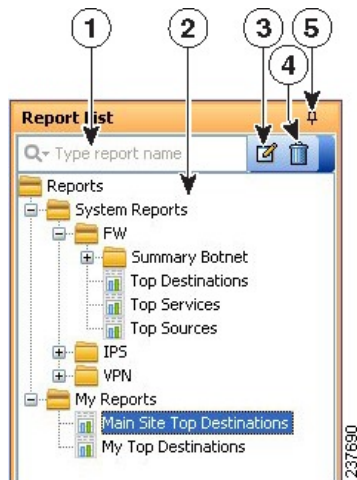 1 2 3 5
4
Report List
Type report name
Reports
System Reports
FW
Summary Botnet
Top Destinations
Top Services
Top Sources
IPS
VPN
My Reports
Main Site Top Destinations
My Top Destinations
237690